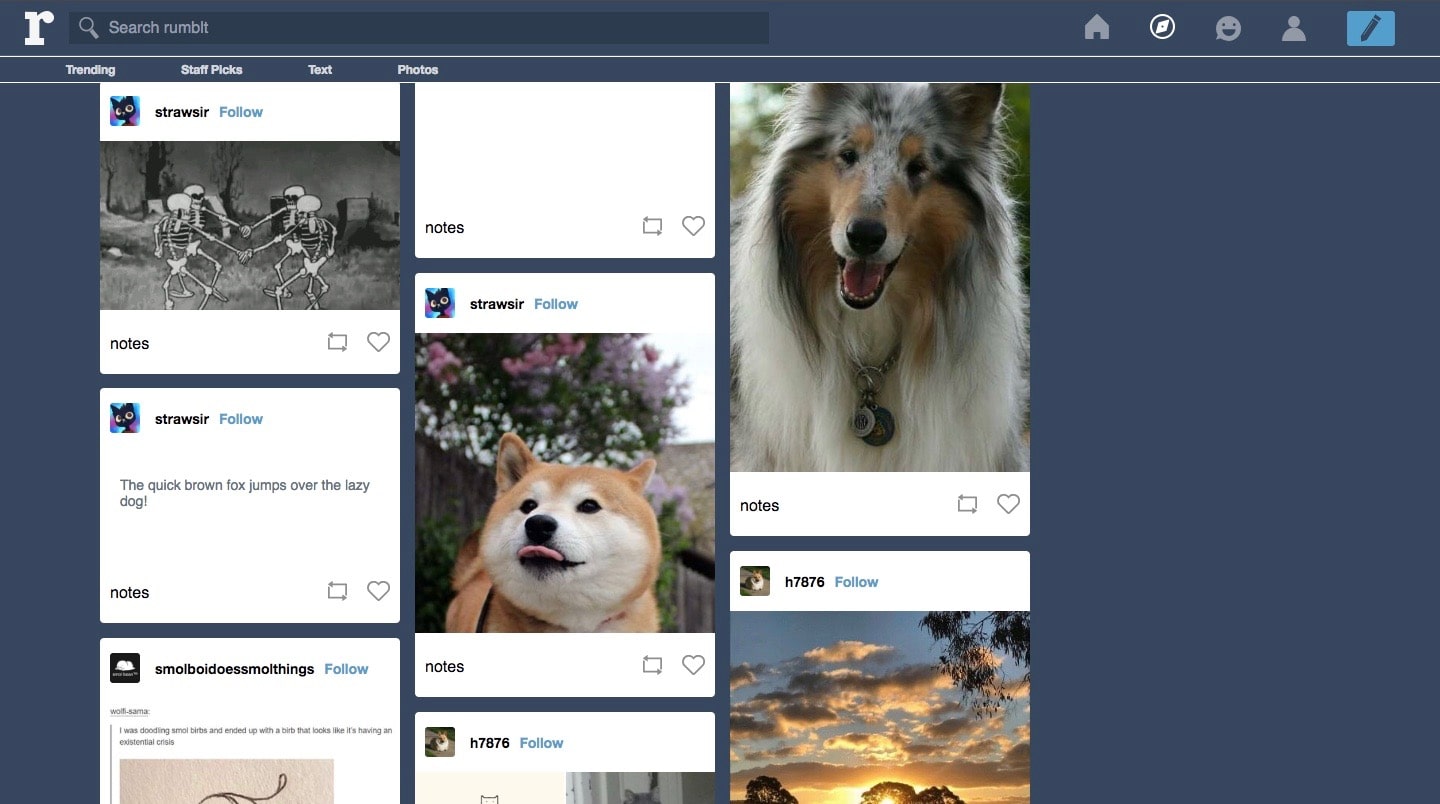 r
Search rumblt
Trending
Staff Picks
Text
Photos
strawsir Follow
notes
strawsir Follow
The quick brown fox jumps over the lazy
dog!
notes
smolboidoessmolthings Follow
wolfi-sama:
I was doodling smol birbs and ended up with a birb that looks like it's having an
existential crisis
notes
strawsir Follow
notes
h7876 Follow
notes
h7876 Follow